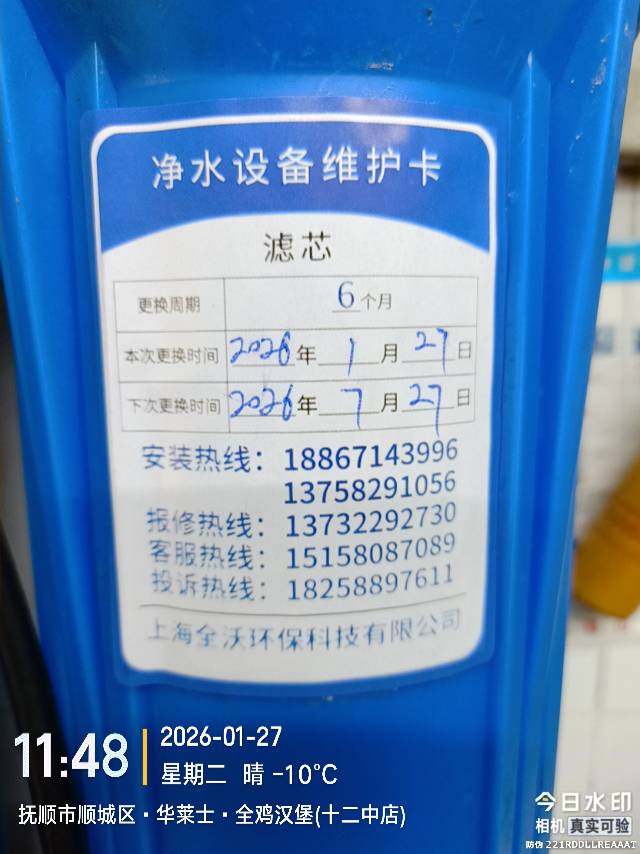 净水设备维护卡
滤芯
更换周期 6个月
本次更换时间 2026年1月27日
下次更换时间 2026年7月27日
安装热线：18867143996
13758291056
报修热线：13732292730
客服热线：15158087089
投诉热线：18258897611
上海全沃环保科技有限公司
11:48
2026-01-27
星期二 晴 -10℃
抚顺市顺城区·华莱士·全鸡汉堡(十二中店)
今日水印
相机 真实可验
防伪 221RDDLLREAAAT